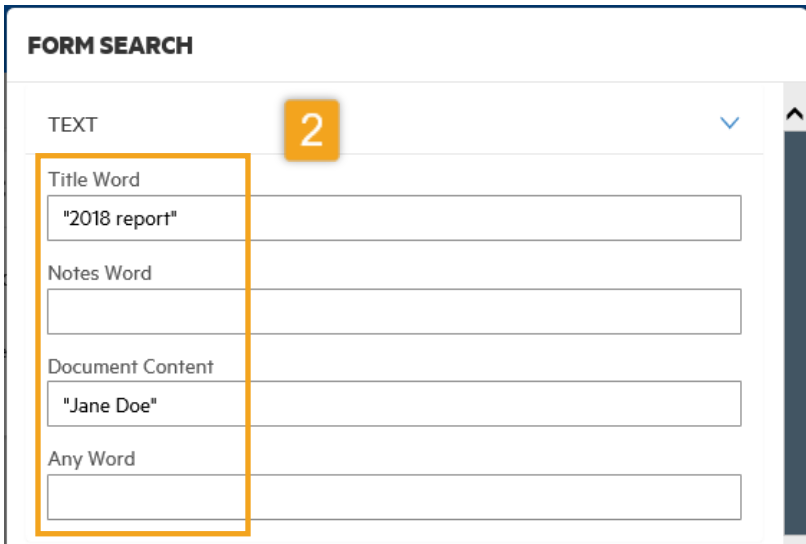 FORM SEARCH
TEXT
2
Title Word
"2018 report"
Notes Word
Document Content
"Jane Doe"
Any Word